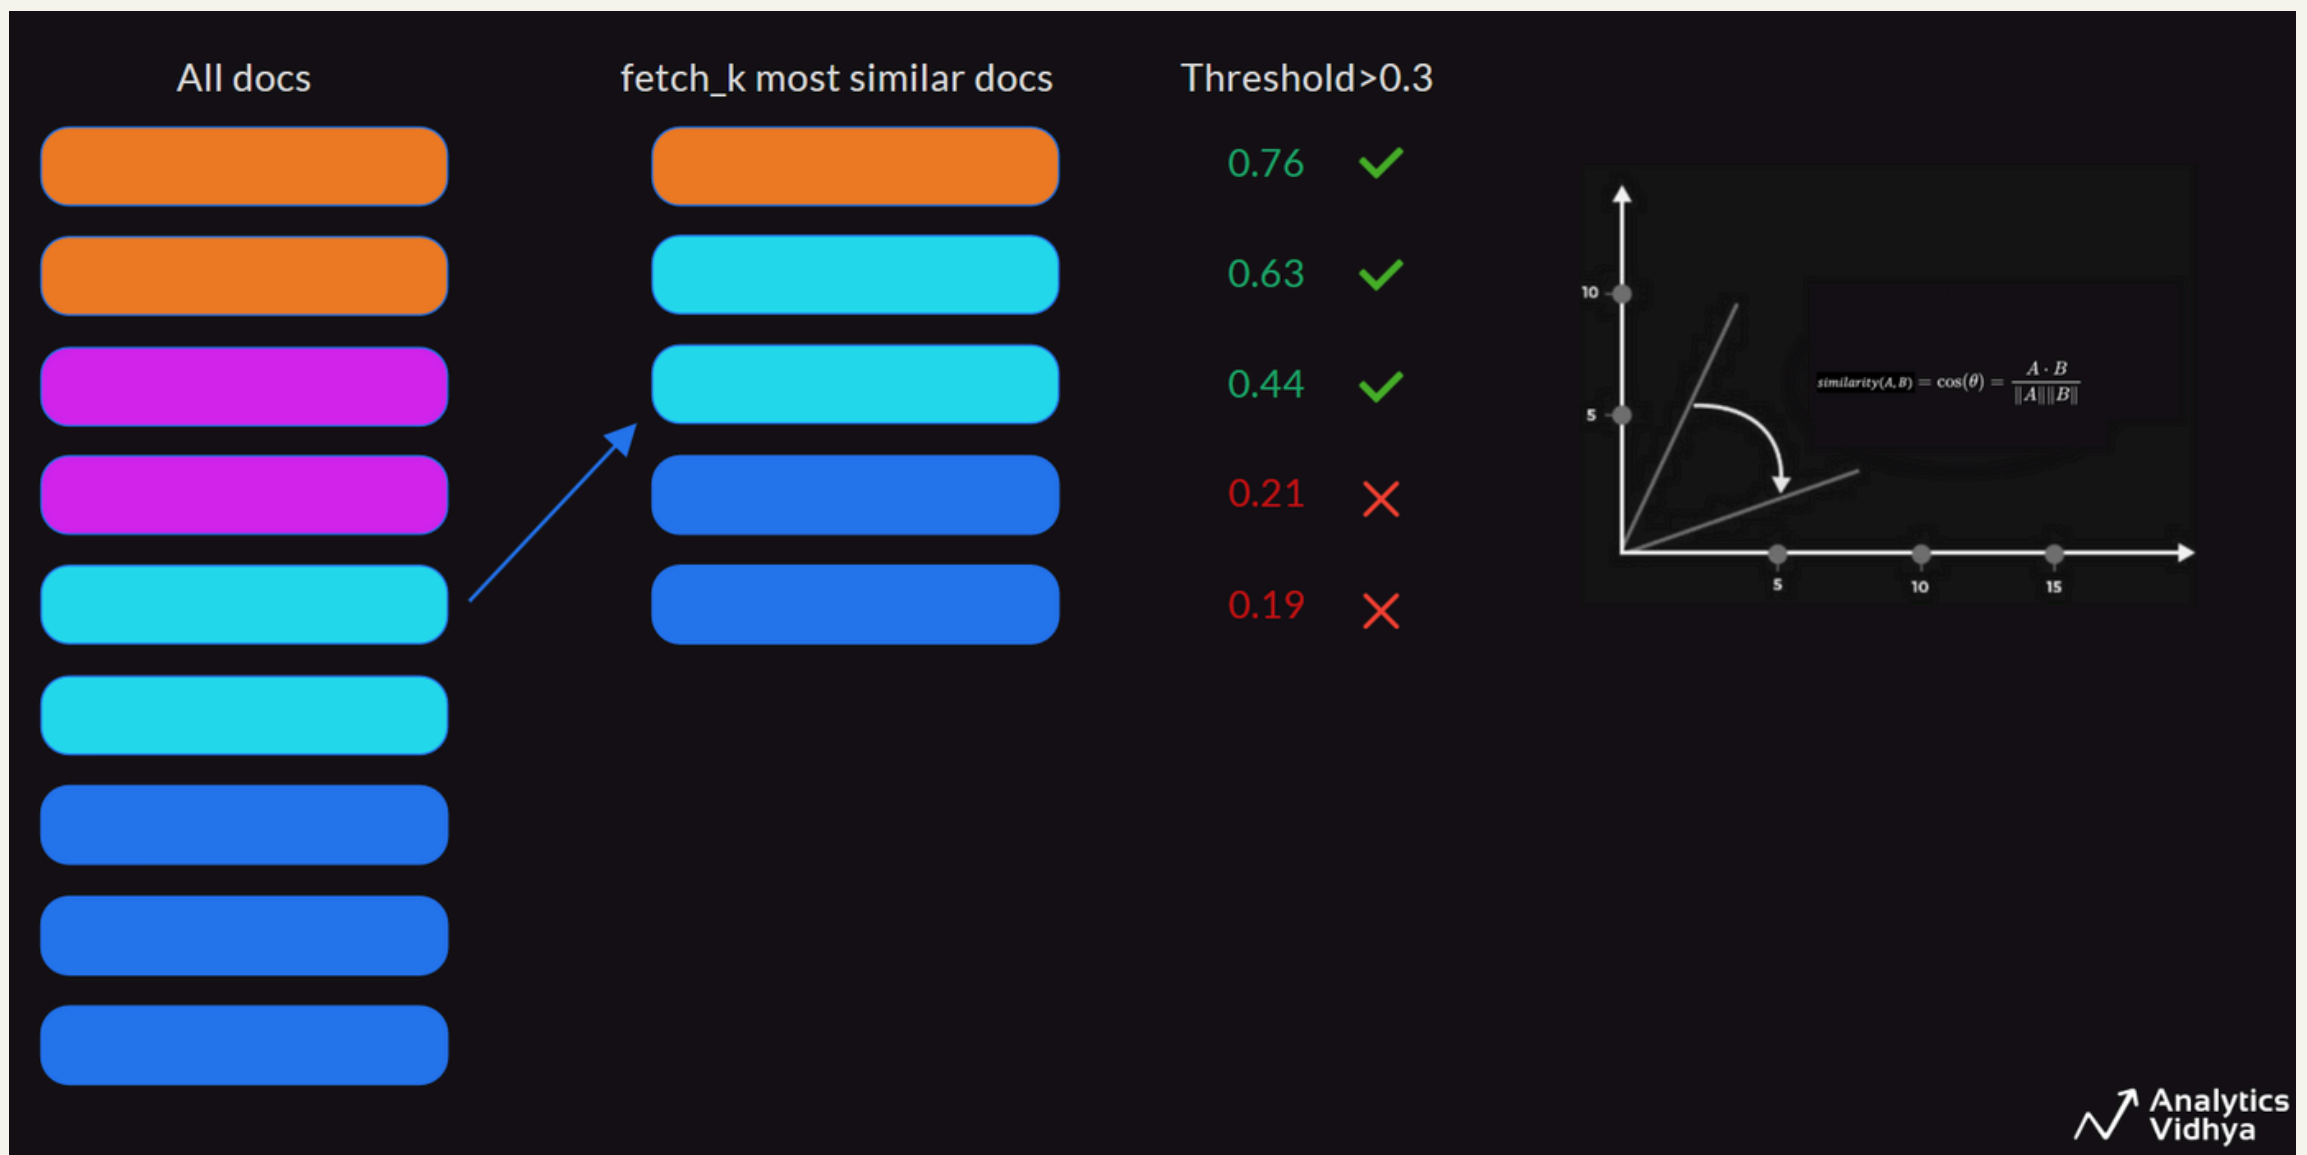 All docs
fetch_k most similar docs
Threshold>0.3
0.76
0.63
0.44
0.21
0.19
10
5
similarity(A, B) = cos(θ) = A · B / ‖A‖‖B‖
5
10
15
Analytics
Vidhya